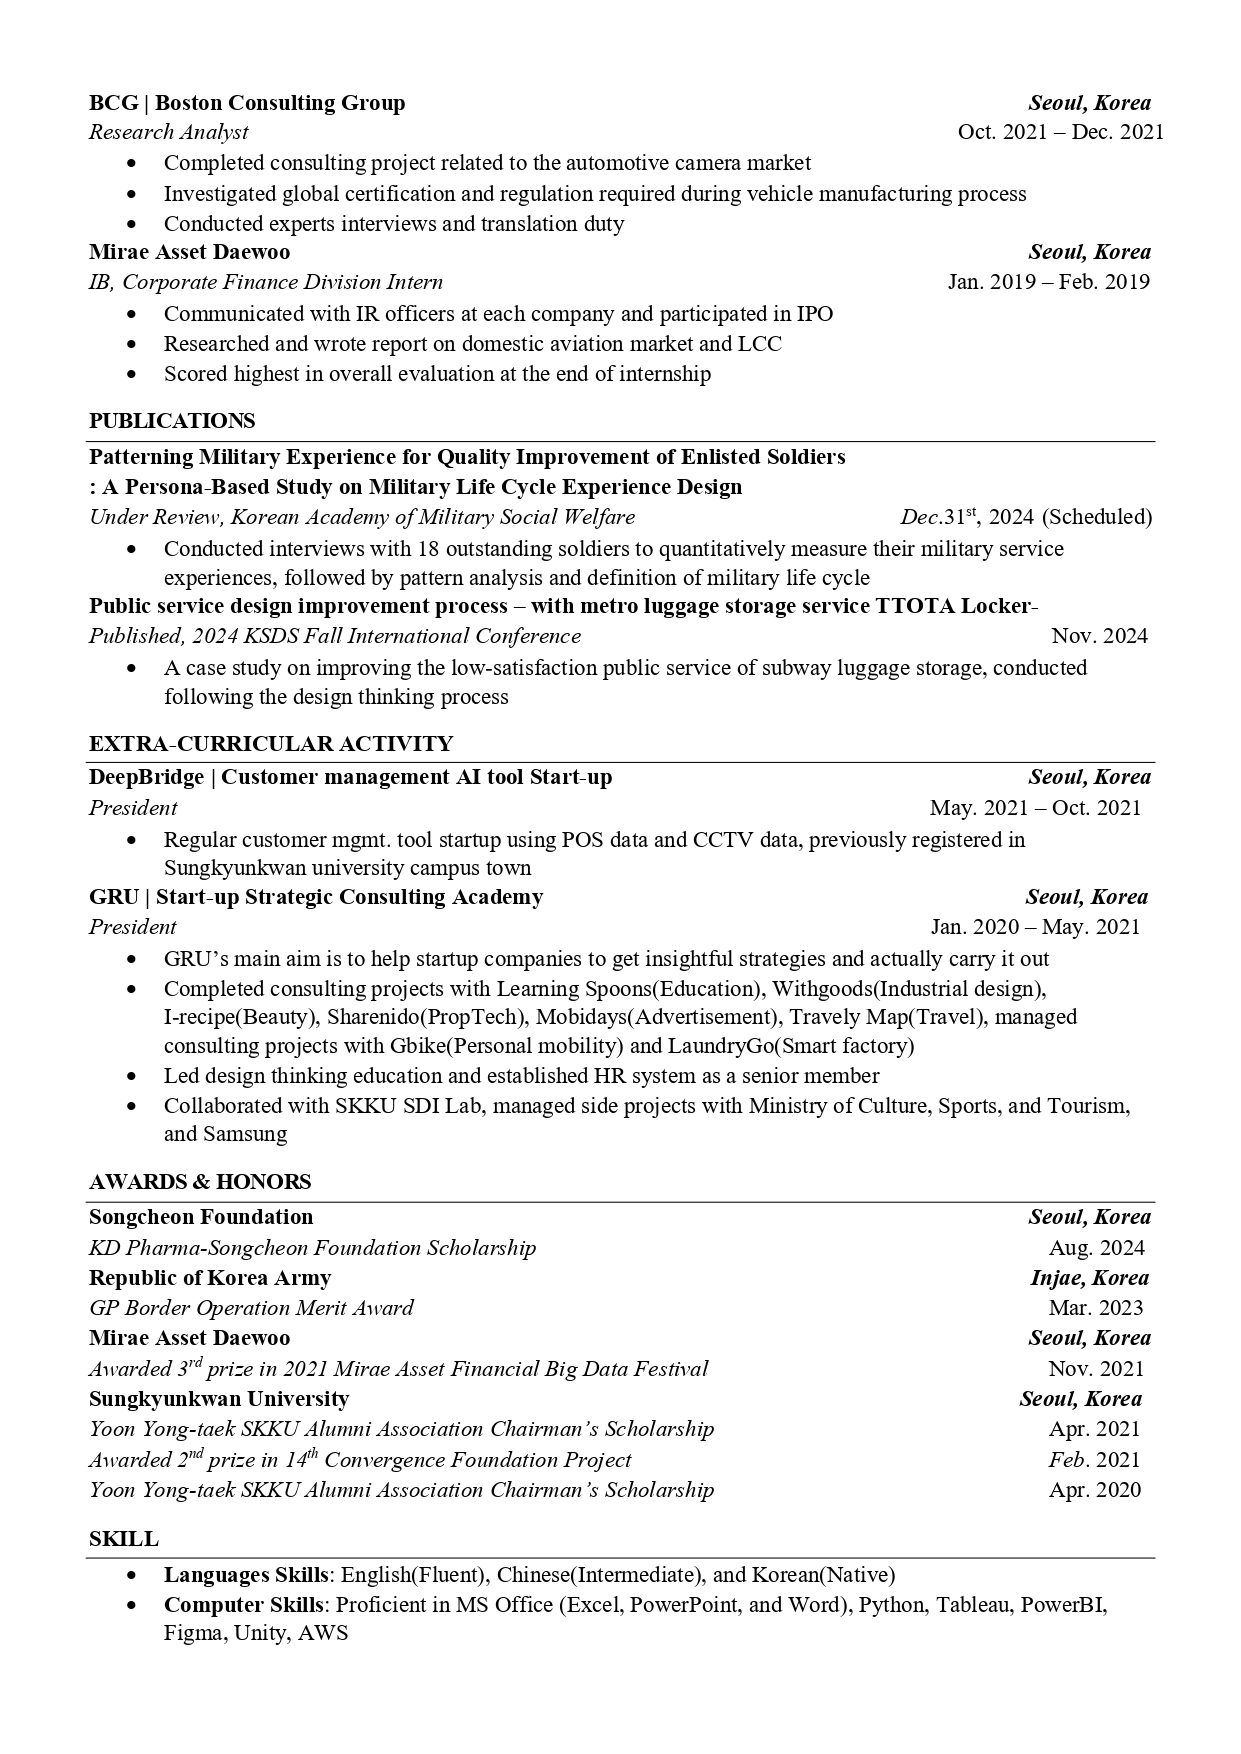 BCG | Boston Consulting Group Seoul, Korea
Research Analyst Oct. 2021 – Dec. 2021
• Completed consulting project related to the automotive camera market
• Investigated global certification and regulation required during vehicle manufacturing process
• Conducted experts interviews and translation duty
Mirae Asset Daewoo Seoul, Korea
IB, Corporate Finance Division Intern Jan. 2019 – Feb. 2019
• Communicated with IR officers at each company and participated in IPO
• Researched and wrote report on domestic aviation market and LCC
• Scored highest in overall evaluation at the end of internship
PUBLICATIONS
Patterning Military Experience for Quality Improvement of Enlisted Soldiers
: A Persona-Based Study on Military Life Cycle Experience Design
Under Review, Korean Academy of Military Social Welfare Dec.31st, 2024 (Scheduled)
• Conducted interviews with 18 outstanding soldiers to quantitatively measure their military service
experiences, followed by pattern analysis and definition of military life cycle
Public service design improvement process – with metro luggage storage service TTOTA Locker-
Published, 2024 KSDS Fall International Conference Nov. 2024
• A case study on improving the low-satisfaction public service of subway luggage storage, conducted
following the design thinking process
EXTRA-CURRICULAR ACTIVITY
DeepBridge | Customer management AI tool Start-up Seoul, Korea
President May. 2021 – Oct. 2021
• Regular customer mgmt. tool startup using POS data and CCTV data, previously registered in
Sungkyunkwan university campus town
GRU | Start-up Strategic Consulting Academy Seoul, Korea
President Jan. 2020 – May. 2021
• GRU’s main aim is to help startup companies to get insightful strategies and actually carry it out
• Completed consulting projects with Learning Spoons(Education), Withgoods(Industrial design),
I-recipe(Beauty), Sharenido(PropTech), Mobidays(Advertisement), Travely Map(Travel), managed
consulting projects with Gbike(Personal mobility) and LaundryGo(Smart factory)
• Led design thinking education and established HR system as a senior member
• Collaborated with SKKU SDI Lab, managed side projects with Ministry of Culture, Sports, and Tourism,
and Samsung
AWARDS & HONORS
Songcheon Foundation Seoul, Korea
KD Pharma-Songcheon Foundation Scholarship Aug. 2024
Republic of Korea Army Injae, Korea
GP Border Operation Merit Award Mar. 2023
Mirae Asset Daewoo Seoul, Korea
Awarded 3rd prize in 2021 Mirae Asset Financial Big Data Festival Nov. 2021
Sungkyunkwan University Seoul, Korea
Yoon Yong-taek SKKU Alumni Association Chairman’s Scholarship Apr. 2021
Awarded 2nd prize in 14th Convergence Foundation Project Feb. 2021
Yoon Yong-taek SKKU Alumni Association Chairman’s Scholarship Apr. 2020
SKILL
• Languages Skills: English(Fluent), Chinese(Intermediate), and Korean(Native)
• Computer Skills: Proficient in MS Office (Excel, PowerPoint, and Word), Python, Tableau, PowerBI,
Figma, Unity, AWS